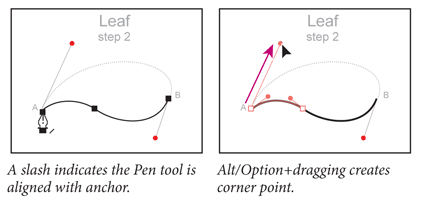 Leaf
step 2
A
B
A slash indicates the Pen tool is
aligned with anchor.
Leaf
step 2
A
B
Alt/Option+dragging creates
corner point.